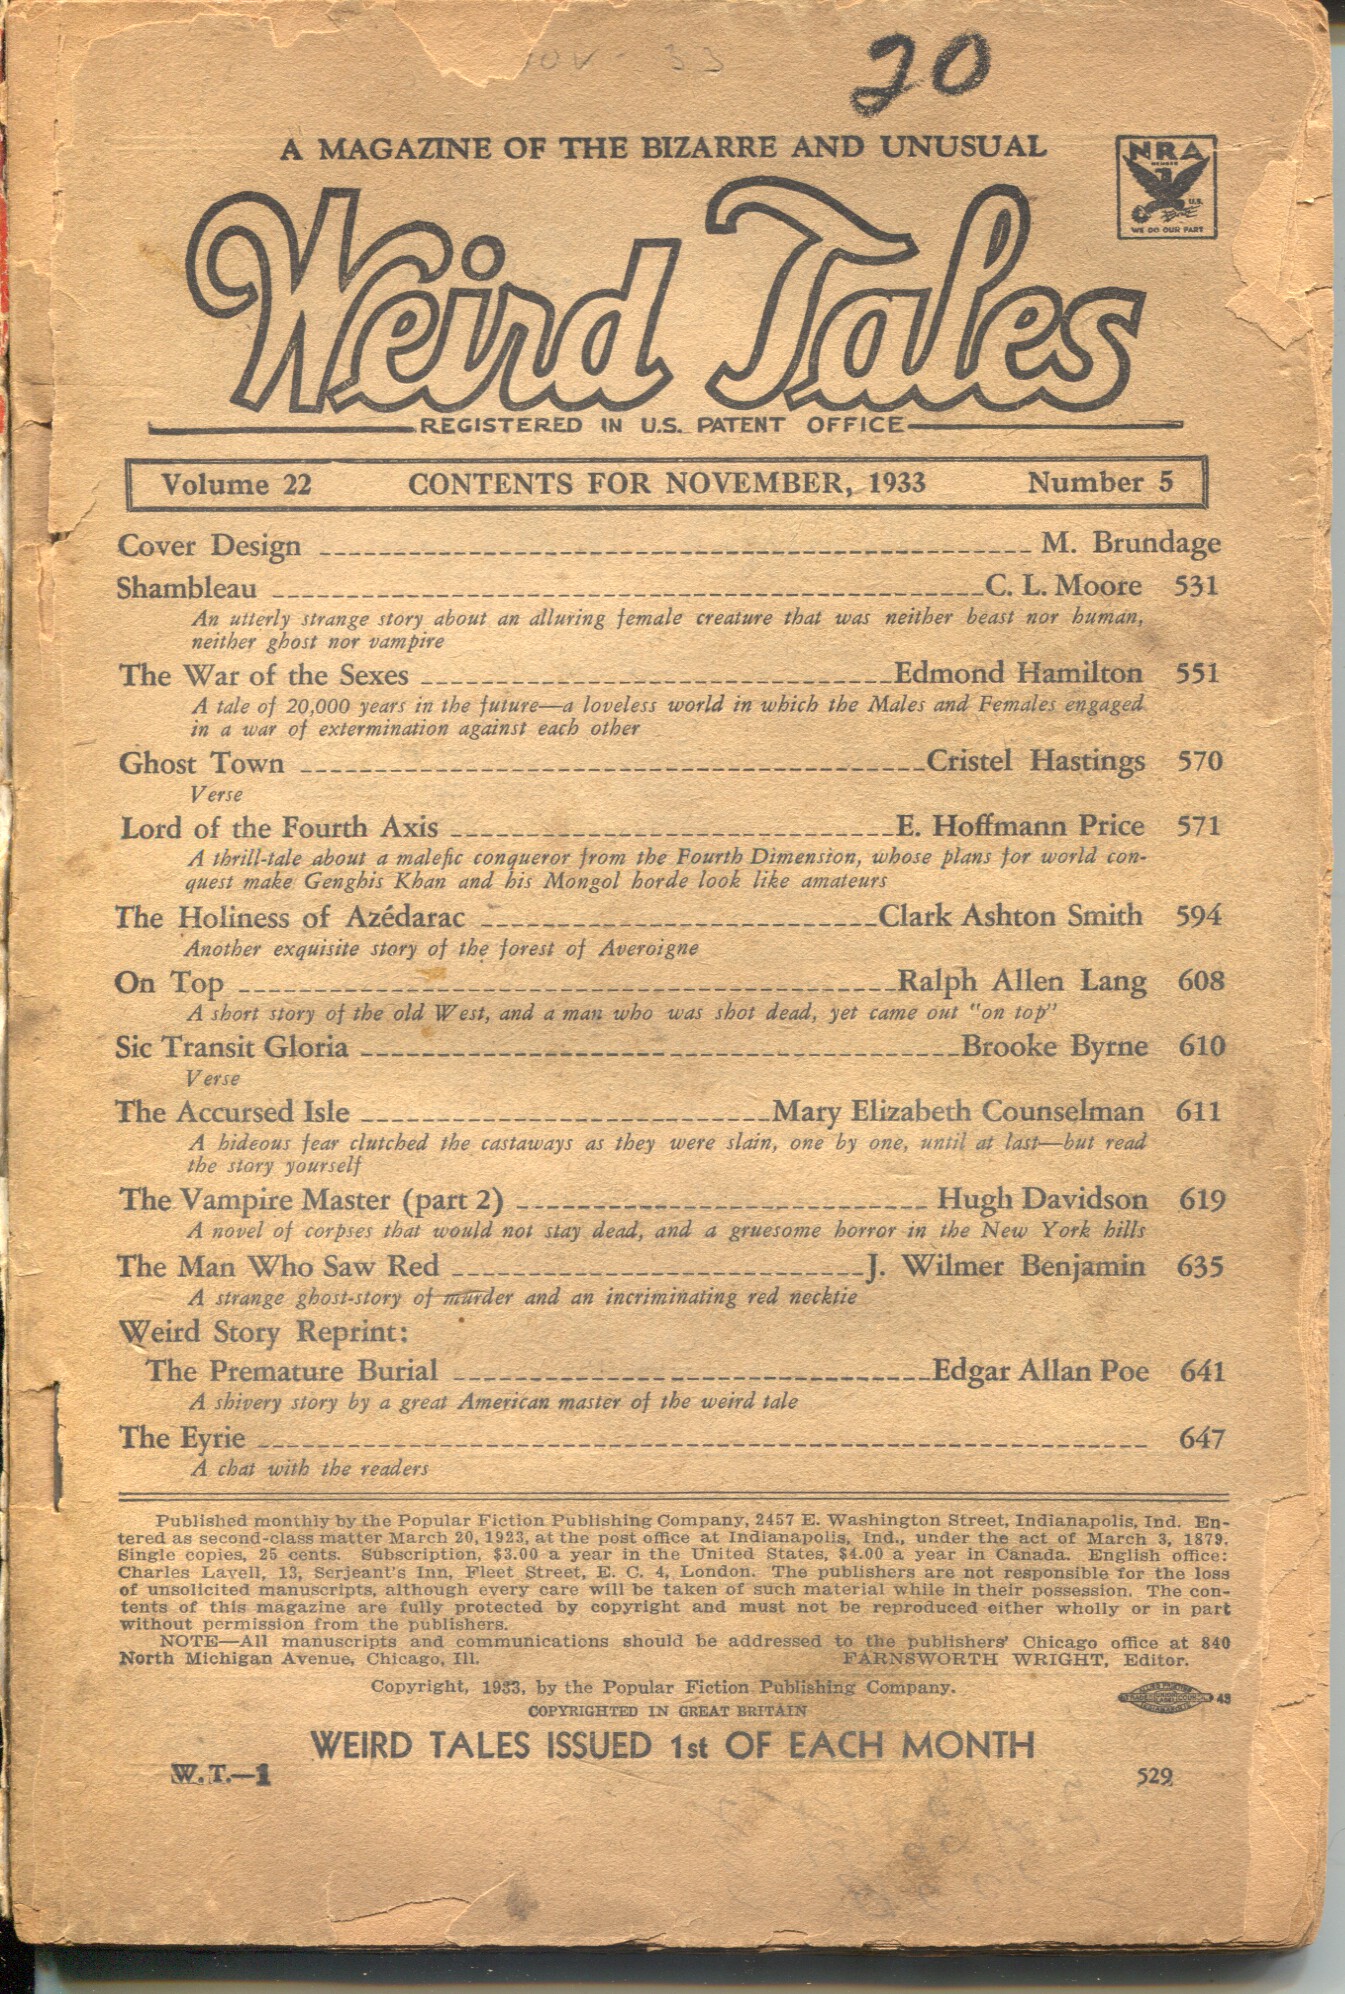 20
A MAGAZINE OF THE BIZARRE AND UNUSUAL
NRA
MEMBER
U.S.
WE DO OUR PART
Weird Tales
REGISTERED IN U.S. PATENT OFFICE
Volume 22 CONTENTS FOR NOVEMBER, 1933 Number 5
Cover Design M. Brundage
Shambleau C. L. Moore 531
An utterly strange story about an alluring female creature that was neither beast nor human,
neither ghost nor vampire
The War of the Sexes Edmond Hamilton 551
A tale of 20,000 years in the future—a loveless world in which the Males and Females engaged
in a war of extermination against each other
Ghost Town Cristel Hastings 570
Verse
Lord of the Fourth Axis E. Hoffmann Price 571
A thrill-tale about a malefic conqueror from the Fourth Dimension, whose plans for world con-
quest make Genghis Khan and his Mongol horde look like amateurs
The Holiness of Azédarac Clark Ashton Smith 594
Another exquisite story of the forest of Averoigne
On Top Ralph Allen Lang 608
A short story of the old West, and a man who was shot dead, yet came out "on top"
Sic Transit Gloria Brooke Byrne 610
Verse
The Accursed Isle Mary Elizabeth Counselman 611
A hideous fear clutched the castaways as they were slain, one by one, until at last—but read
the story yourself
The Vampire Master (part 2) Hugh Davidson 619
A novel of corpses that would not stay dead, and a gruesome horror in the New York hills
The Man Who Saw Red J. Wilmer Benjamin 635
A strange ghost-story of murder and an incriminating red necktie
Weird Story Reprint:
The Premature Burial Edgar Allan Poe 641
A shivery story by a great American master of the weird tale
The Eyrie 647
A chat with the readers
Published monthly by the Popular Fiction Publishing Company, 2457 E. Washington Street, Indianapolis, Ind. En-
tered as second-class matter March 20, 1923, at the post office at Indianapolis, Ind., under the act of March 3, 1879.
Single copies, 25 cents. Subscription, $3.00 a year in the United States, $4.00 a year in Canada. English office:
Charles Lavell, 13, Serjeant's Inn, Fleet Street, E. C. 4, London. The publishers are not responsible for the loss
of unsolicited manuscripts, although every care will be taken of such material while in their possession. The con-
tents of this magazine are fully protected by copyright and must not be reproduced either wholly or in part
without permission from the publishers.
NOTE—All manuscripts and communications should be addressed to the publishers' Chicago office at 840
North Michigan Avenue, Chicago, Ill. FARNSWORTH WRIGHT, Editor.
Copyright, 1933, by the Popular Fiction Publishing Company.
COPYRIGHTED IN GREAT BRITAIN
43
WEIRD TALES ISSUED 1st OF EACH MONTH
W. T.—1 529